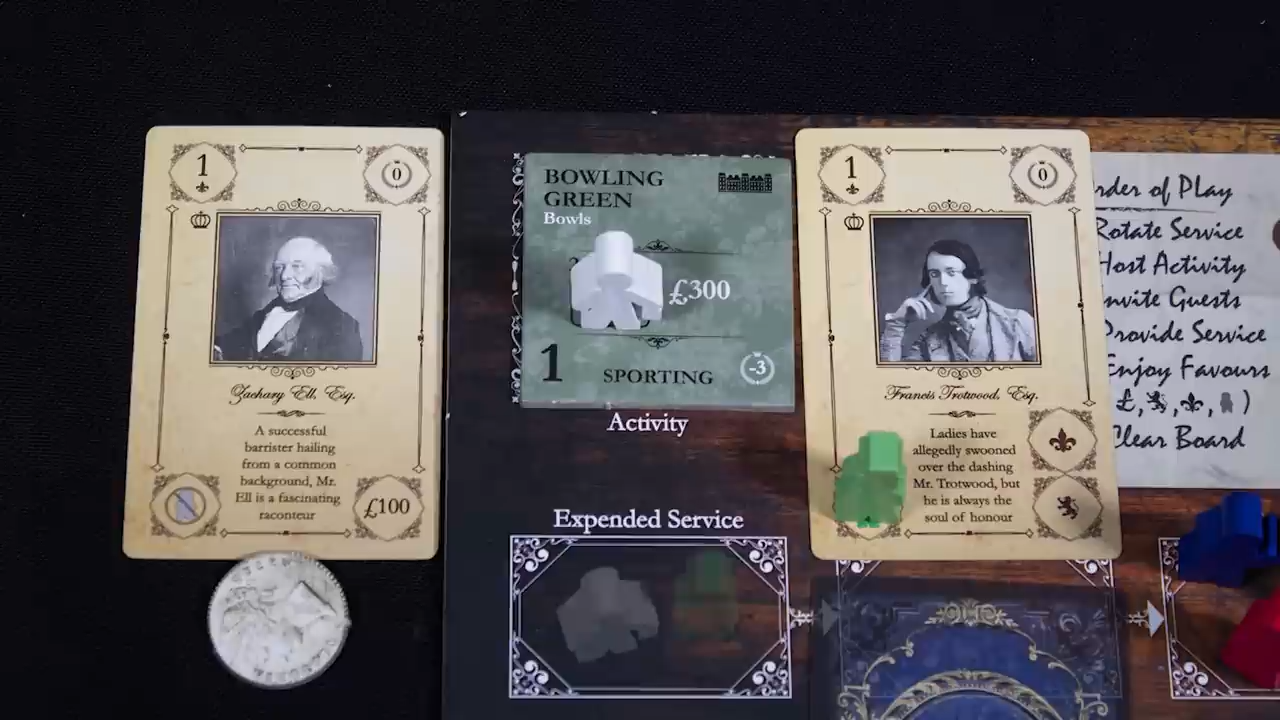 1
0
Zachary Ell, Esq.
A successful
barrister hailing
from a common
background, Mr.
Ell is a fascinating
raconteur
£100
BOWLING
GREEN
Bowls
£300
1
SPORTING
-3
Activity
Expended Service
1
0
Francis Trotwood, Esq.
Ladies have
allegedly swooned
over the dashing
Mr. Trotwood, but
he is always the
soul of honour
rder of Play
Rotate Service
Host Activity
nvite Guests
Provide Service
Enjoy Favours
£, , , )
Clear Board